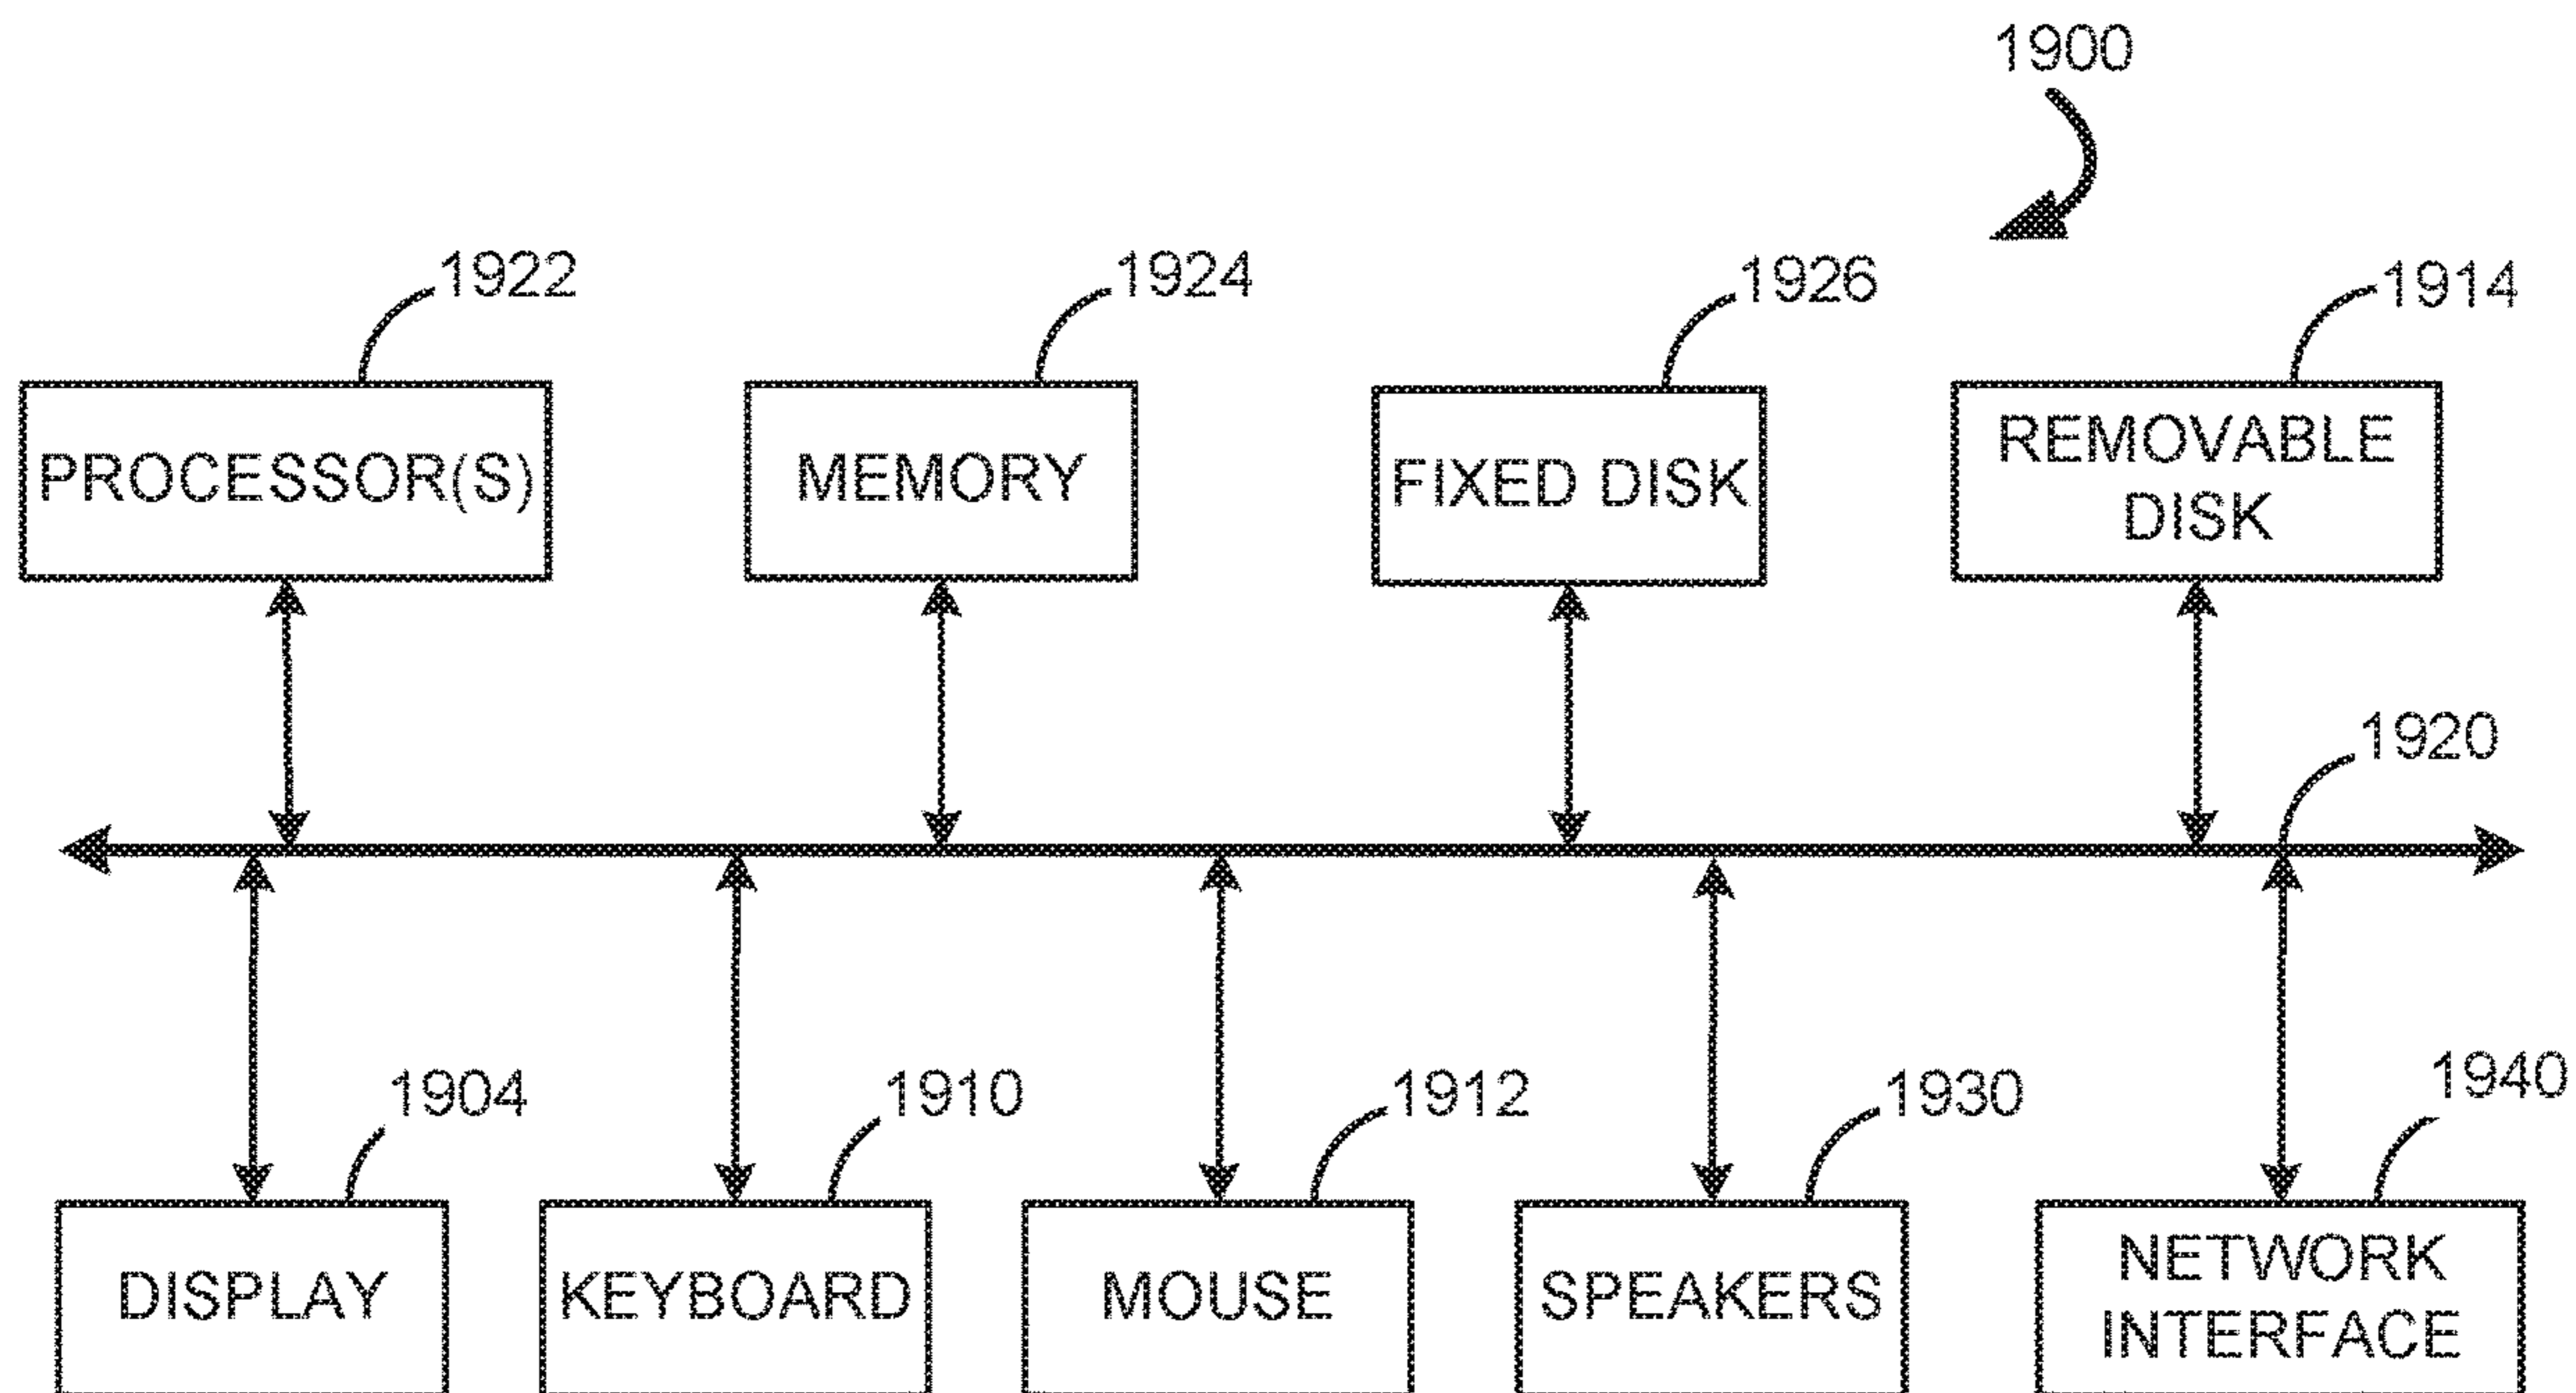 1900
1922
1924
1926
1914
PROCESSOR(S)
MEMORY
FIXED DISK
REMOVABLE
DISK
1920
1904
1910
1912
1930
1940
DISPLAY
KEYBOARD
MOUSE
SPEAKERS
NETWORK
INTERFACE